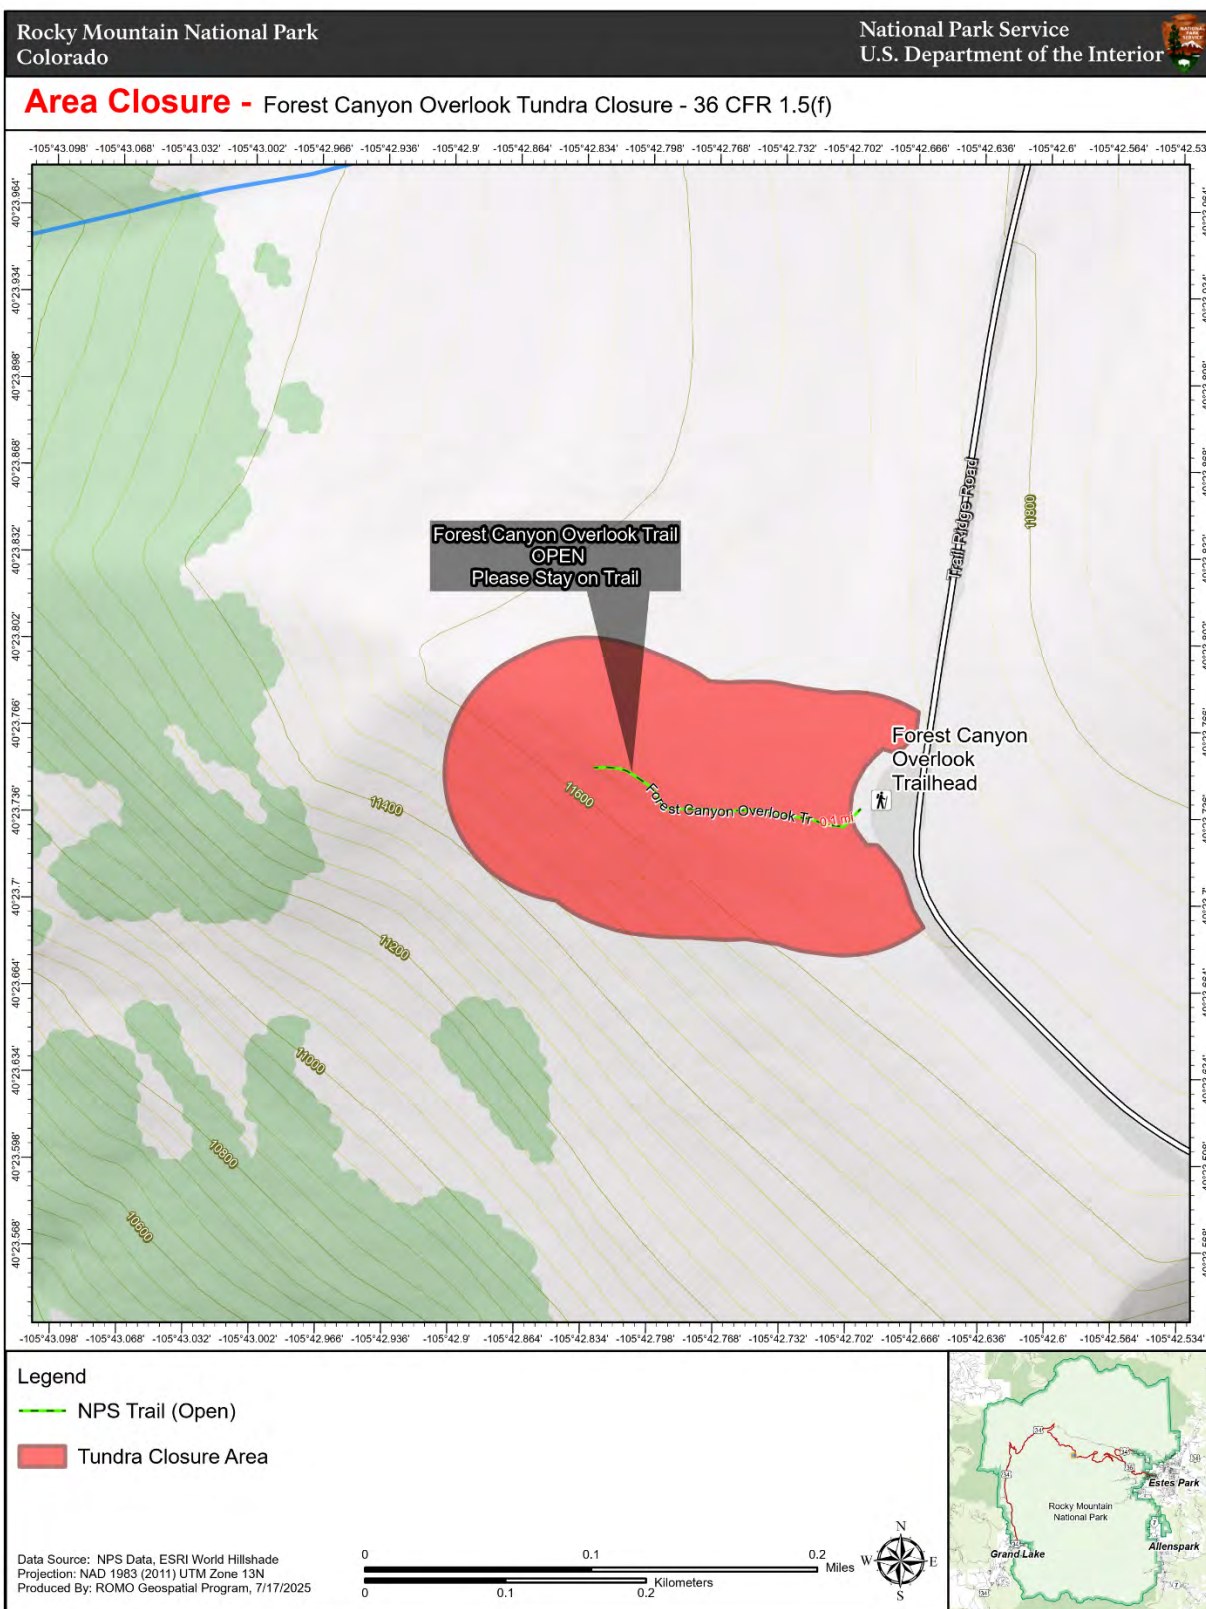 Rocky Mountain National Park
Colorado
National Park Service
U.S. Department of the Interior
Area Closure - Forest Canyon Overlook Tundra Closure - 36 CFR 1.5(f)
-105°43.098' -105°43.068' -105°43.032' -105°43.002' -105°42.966' -105°42.936' -105°42.9' -105°42.864' -105°42.834' -105°42.798' -105°42.768' -105°42.732' -105°42.702' -105°42.666' -105°42.636' -105°42.6' -105°42.564'
40°23.964'
40°23.934'
40°23.898'
40°23.868'
40°23.832'
40°23.802'
40°23.766'
40°23.736'
40°23.7'
40°23.664'
40°23.634'
40°23.598'
40°23.568'
Trail Ridge Road
11800
Forest Canyon Overlook Trail
OPEN
Please Stay on Trail
Forest Canyon
Overlook
Trailhead
Forest Canyon Overlook Tr
0.1 mi
11600
11400
11200
11000
10800
10600
-105°43.098' -105°43.068' -105°43.032' -105°43.002' -105°42.966' -105°42.936' -105°42.9' -105°42.864' -105°42.834' -105°42.798' -105°42.768' -105°42.732' -105°42.702' -105°42.666' -105°42.636' -105°42.6' -105°42.564' -105°42.534'
Legend
NPS Trail (Open)
Tundra Closure Area
Data Source: NPS Data, ESRI World Hillshade
Projection: NAD 1983 (2011) UTM Zone 13N
Produced By: ROMO Geospatial Program, 7/17/2025
0 0.1 0.2 Miles
0 0.1 0.2 Kilometers
N
W E
S
34
34
34
36
34
Estes Park
Rocky Mountain
National Park
7
Allenspark
Grand Lake
34
7